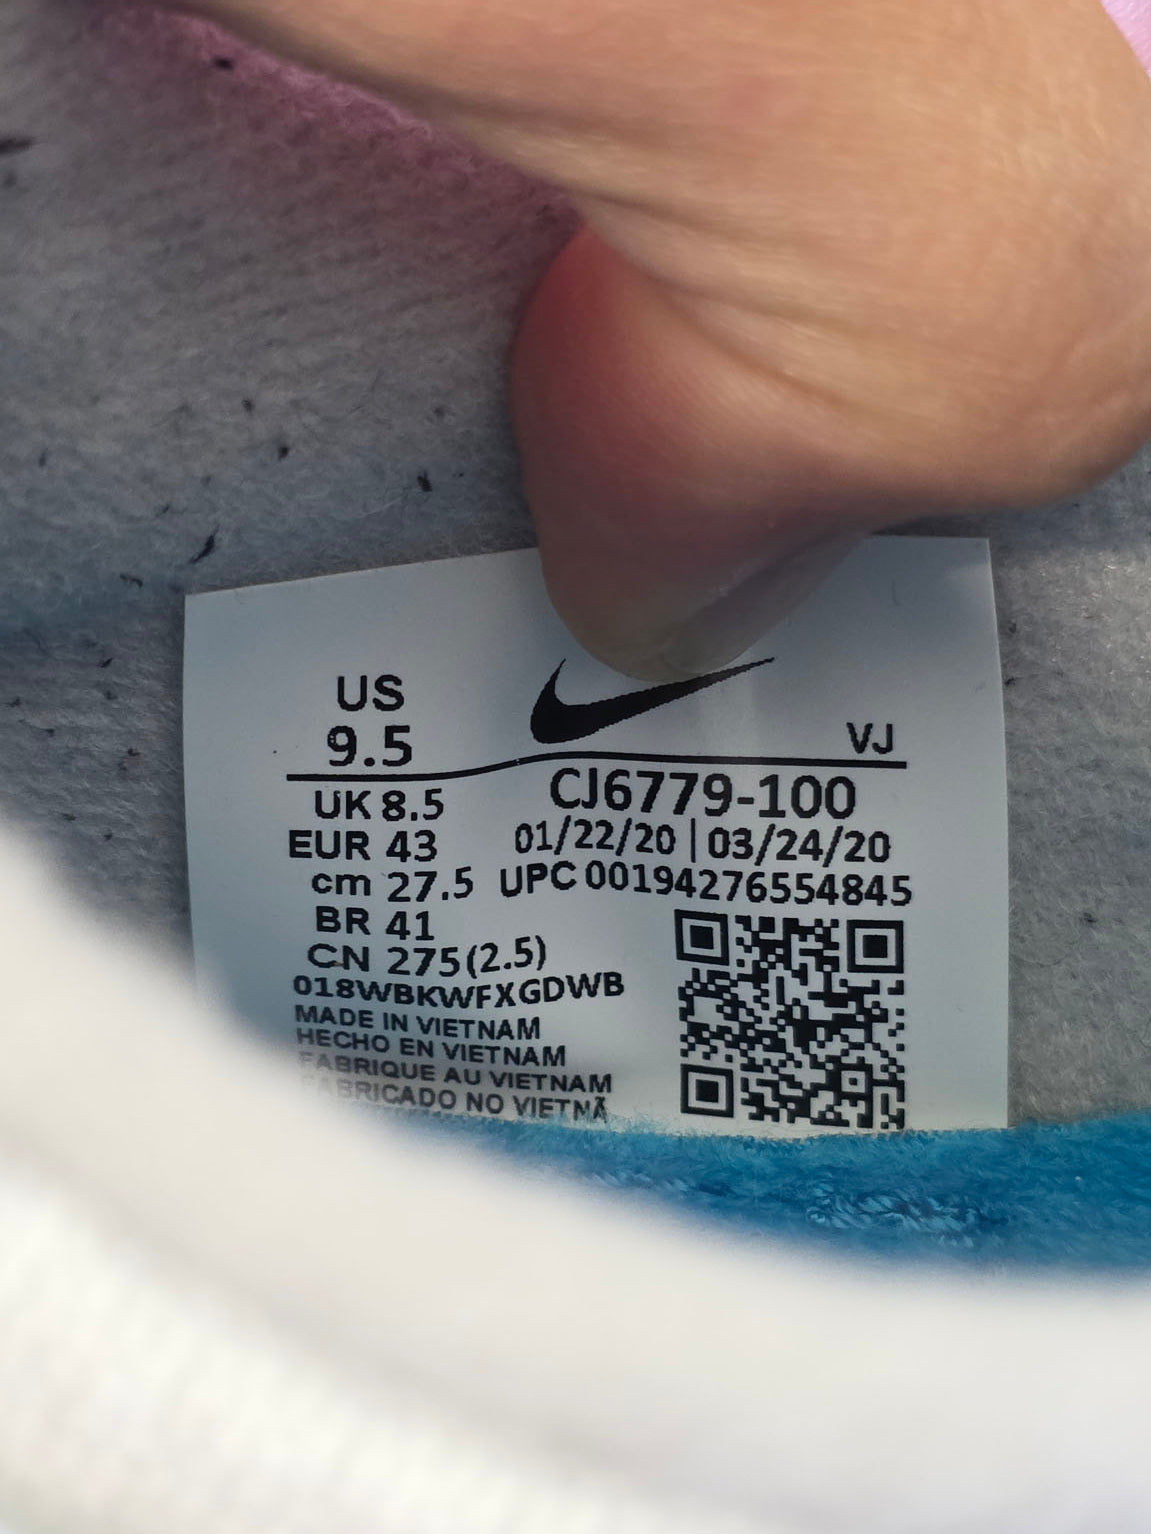 US
9.5
VJ
UK 8.5
EUR 43
cm 27.5
BR 41
CN 275(2.5)
CJ6779-100
01/22/20 | 03/24/20
UPC 00194276554845
018WBKWFXGDWB
MADE IN VIETNAM
HECHO EN VIETNAM
FABRIQUE AU VIETNAM
FABRICADO NO VIETNÃ